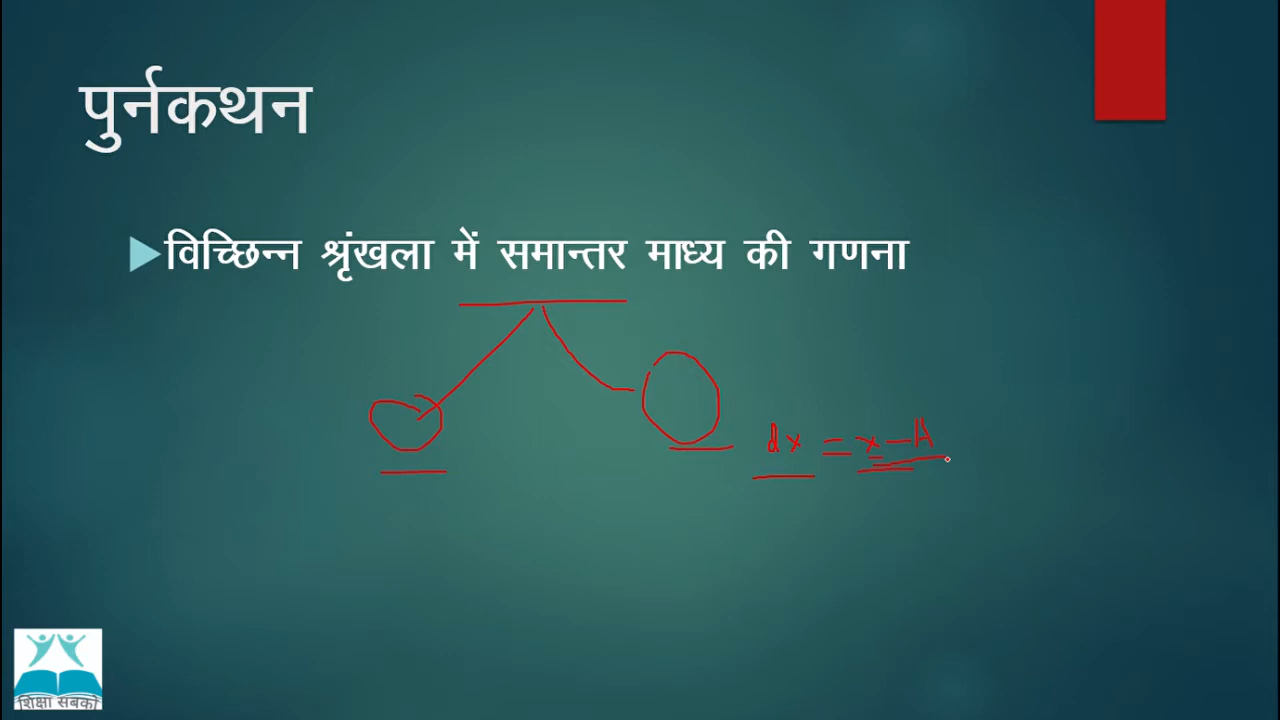 पुर्नकथन
विच्छिन्न श्रृंखला में समान्तर माध्य की गणना
dx = x - A
शिक्षा सबको